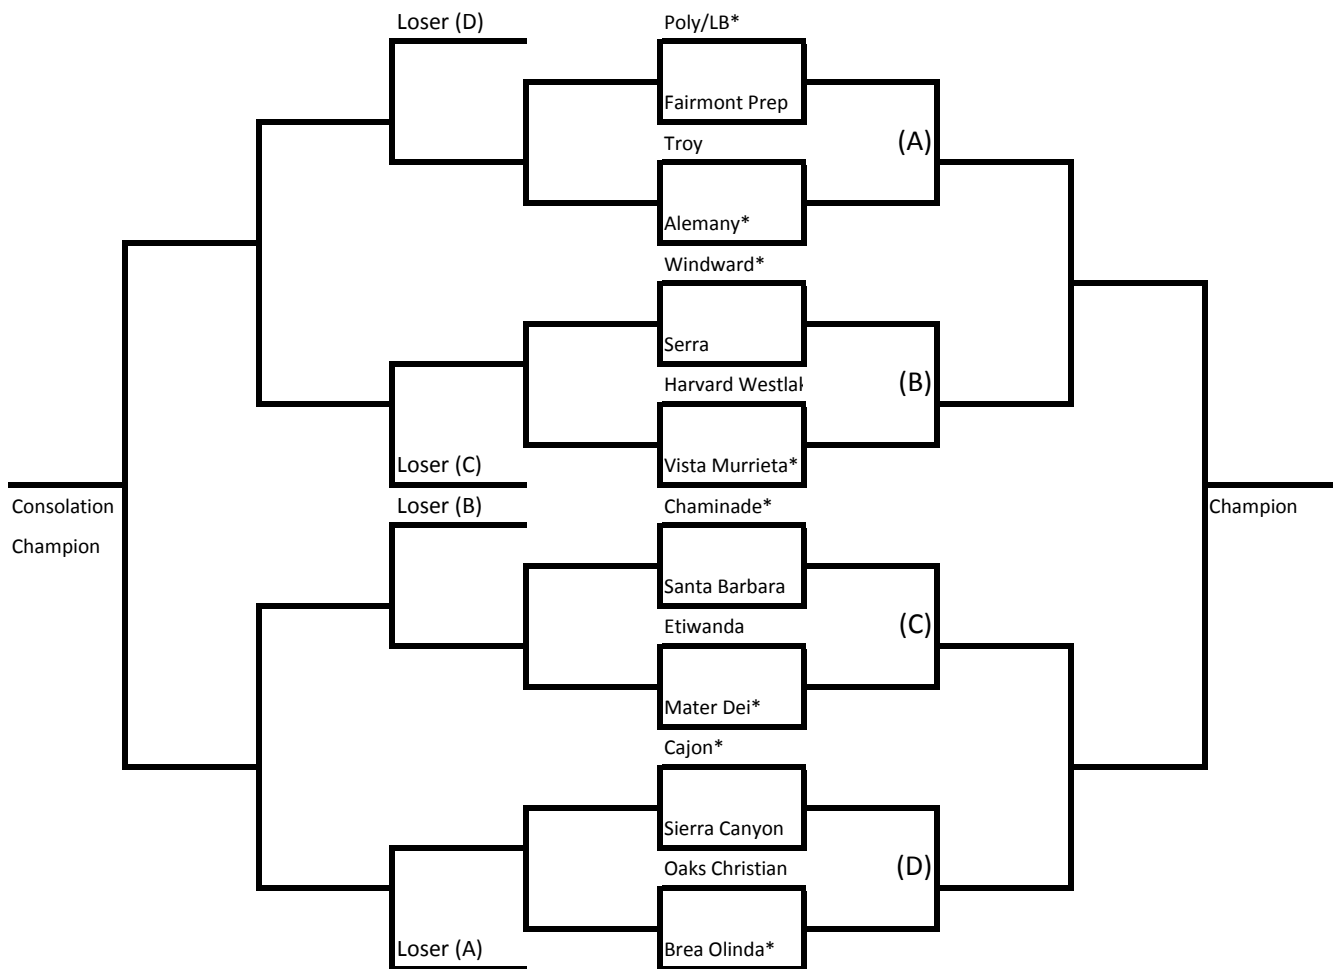 Loser (D)
Poly/LB*
Fairmont Prep
(A)
Troy
Alemany*
Windward*
Serra
(B)
Harvard Westlak
Loser (C)
Vista Murrieta*
Consolation
Champion
Loser (B)
Chaminade*
Champion
Santa Barbara
(C)
Etiwanda
Mater Dei*
Cajon*
Sierra Canyon
(D)
Oaks Christian
Loser (A)
Brea Olinda*